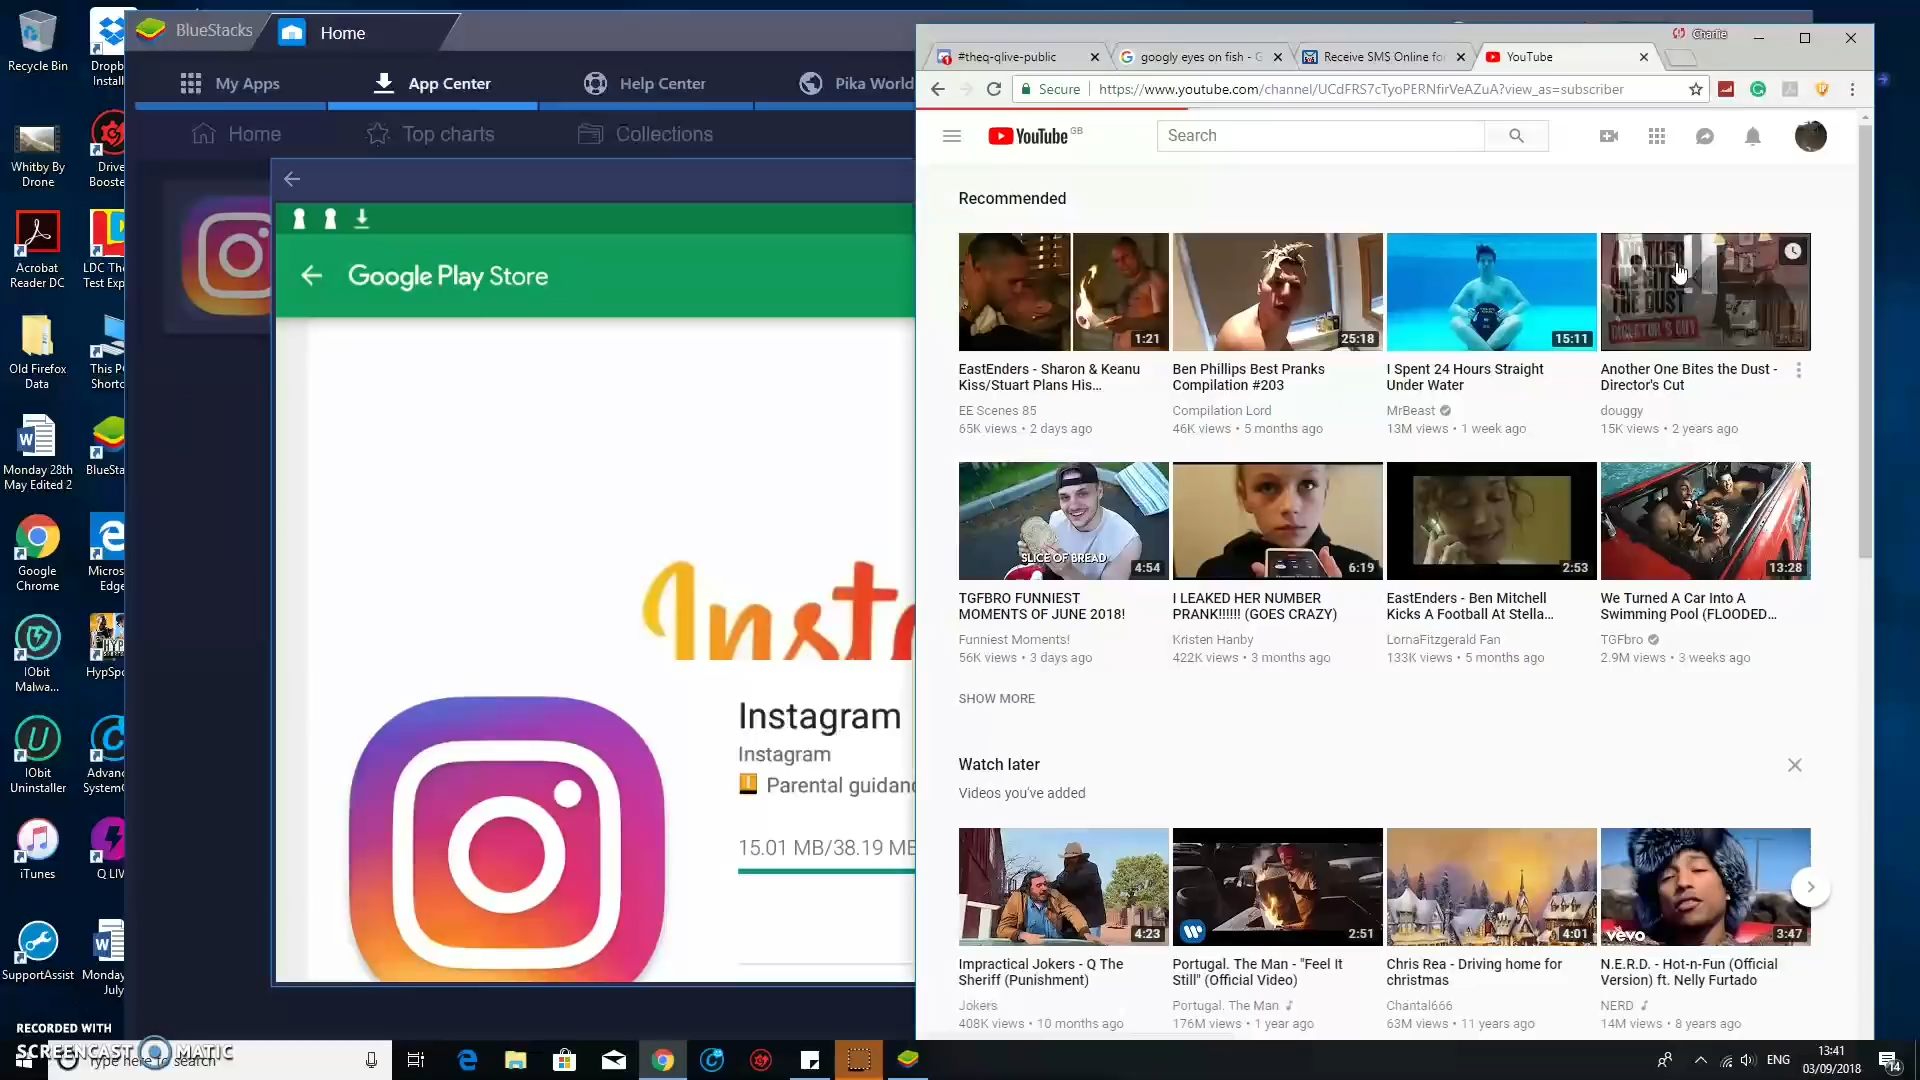 Recycle Bin
Dropb
Install
Whitby By
Drone
Drive
Booste
Acrobat
Reader DC
LDC The
Test Exp
Old Firefox
Data
This P
Shortc
Monday 28th
May Edited 2
BlueSta
Google
Chrome
Micros
Edge
IObit
Malwa...
HypSp
IObit
Uninstaller
Advan
SystemC
iTunes
Q LIV
SupportAssist
Monday
July
BlueStacks
Home
My Apps
App Center
Help Center
Pika World
Home
Top charts
Collections
Google Play Store
Insta
Instagram
Instagram
Parental guidanc
15.01 MB/38.19 MB
Charlie
#theq-qlive-public
googly eyes on fish - G
Receive SMS Online fo
YouTube
Secure
https://www.youtube.com/channel/UCdFRS7cTyoPERNfirVeAZuA?view_as=subscriber
YouTube GB
Search
Recommended
1:21
25:18
15:11
ANOTHER
ONE BITES
THE DUST
DIRECTOR'S CUT
2:05
EastEnders - Sharon & Keanu
Kiss/Stuart Plans His...
EE Scenes 85
65K views • 2 days ago
Ben Phillips Best Pranks
Compilation #203
Compilation Lord
46K views • 5 months ago
I Spent 24 Hours Straight
Under Water
MrBeast
13M views • 1 week ago
Another One Bites the Dust -
Director's Cut
douggy
15K views • 2 years ago
SLICE OF BREAD
4:54
6:19
2:53
13:28
TGFBRO FUNNIEST
MOMENTS OF JUNE 2018!
Funniest Moments!
56K views • 3 days ago
I LEAKED HER NUMBER
PRANK!!!!!! (GOES CRAZY)
Kristen Hanby
422K views • 3 months ago
EastEnders - Ben Mitchell
Kicks A Football At Stella...
LornaFitzgerald Fan
133K views • 5 months ago
We Turned A Car Into A
Swimming Pool (FLOODED...
TGFbro
2.9M views • 3 weeks ago
SHOW MORE
Watch later
Videos you've added
4:23
2:51
4:01
vevo
3:47
Impractical Jokers - Q The
Sheriff (Punishment)
Jokers
408K views • 10 months ago
Portugal. The Man - "Feel It
Still" (Official Video)
Portugal. The Man
176M views • 1 year ago
Chris Rea - Driving home for
christmas
Chantal666
63M views • 11 years ago
N.E.R.D. - Hot-n-Fun (Official
Version) ft. Nelly Furtado
NERD
14M views • 8 years ago
RECORDED WITH
SCREENCAST MATIC
Type here to search
ENG
13:41
03/09/2018
14